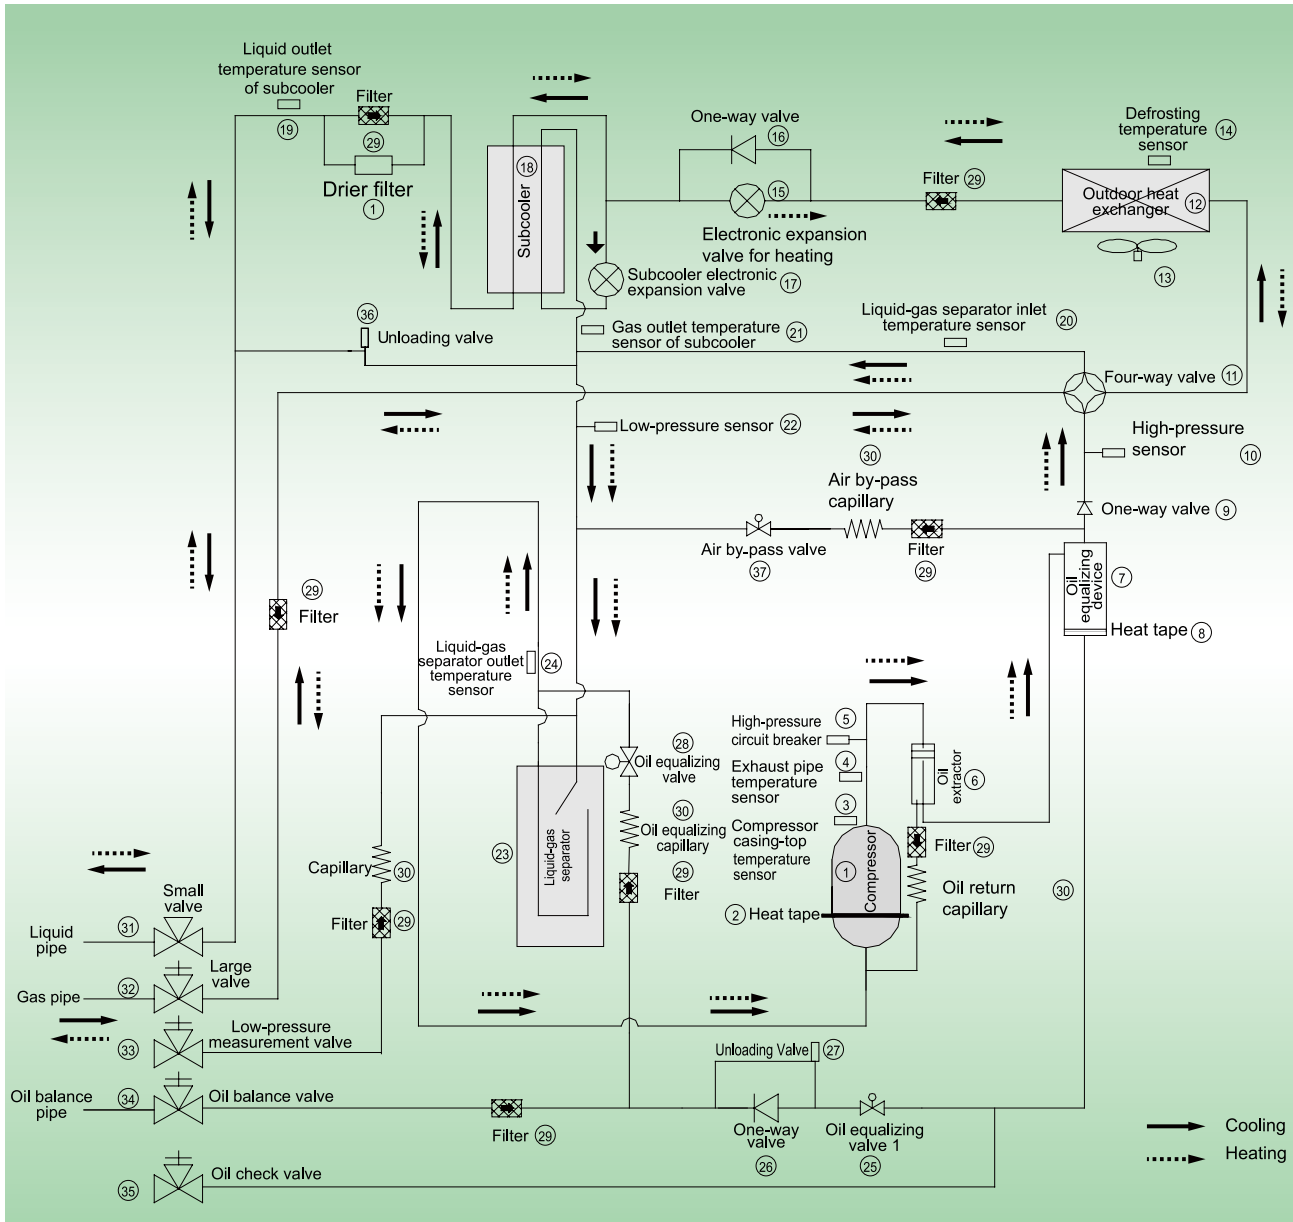 Liquid outlet
temperature sensor
of subcooler
19
Filter
29
Drier filter
1
Subcooler
18
One-way valve
16
15
Electronic expansion
valve for heating
Filter 29
Defrosting
temperature
sensor
14
Outdoor heat
exchanger
12
13
Subcooler electronic
expansion valve
17
36
Unloading valve
Gas outlet temperature
sensor of subcooler
21
Liquid-gas separator inlet
temperature sensor
20
Four-way valve 11
Low-pressure sensor 22
High-pressure
sensor
10
30
Air by-pass
capillary
One-way valve 9
Air by-pass valve
37
Filter
29
Oil
equalizing
device
7
Heat tape 8
29
Filter
Liquid-gas
separator outlet
temperature
sensor
24
High-pressure
circuit breaker
5
28
Oil equalizing
valve
Exhaust pipe
temperature
sensor
4
Oil
extractor
6
30
Oil equalizing
capillary
29
Filter
Compressor
casing-top
temperature
sensor
3
Filter 29
23
Liquid-gas
separator
Capillary
30
1
Compressor
Oil return
capillary
30
2 Heat tape
Filter
29
Small
valve
31
Liquid
pipe
Large
valve
Gas pipe
32
Low-pressure
measurement valve
33
Unloading Valve 27
Oil balance
pipe
34
Oil balance valve
Filter 29
One-way
valve
26
Oil equalizing
valve 1
25
Oil check valve
35
Cooling
Heating